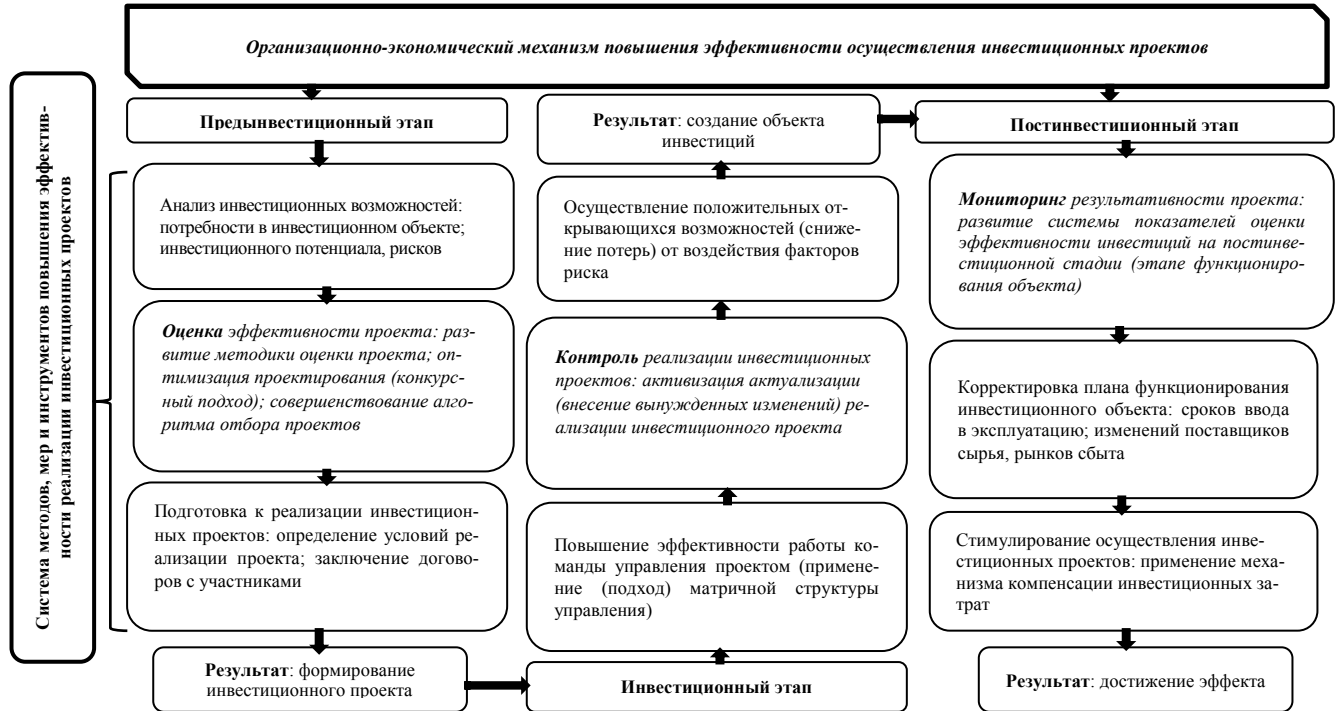 Организационно-экономический механизм повышения эффективности осуществления инвестиционных проектов
Система методов, мер и инструментов повышения эффектив-
ности реализации инвестиционных проектов
Предынвестиционный этап
Анализ инвестиционных возможностей:
потребности в инвестиционном объекте;
инвестиционного потенциала, рисков
Оценка эффективности проекта: раз-
витие методики оценки проекта; оп-
тимизация проектирования (конкурс-
ный подход); совершенствование алго-
ритма отбора проектов
Подготовка к реализации инвестицион-
ных проектов: определение условий ре-
ализации проекта; заключение догово-
ров с участниками
Результат: формирование
инвестиционного проекта
Инвестиционный этап
Повышение эффективности работы ко-
манды управления проектом (примене-
ние (подход) матричной структуры
управления)
Контроль реализации инвестиционных
проектов: активизация актуализации
(внесение вынужденных изменений) ре-
ализации инвестиционного проекта
Осуществление положительных от-
крывающихся возможностей (сниже-
ние потерь) от воздействия факторов
риска
Результат: создание объекта
инвестиций
Постинвестиционный этап
Мониторинг результативности проекта:
развитие системы показателей оценки
эффективности инвестиций на постинве-
стиционной стадии (этапе функциониро-
вания объекта)
Корректировка плана функционирования
инвестиционного объекта: сроков ввода
в эксплуатацию; изменений поставщиков
сырья, рынков сбыта
Стимулирование осуществления инве-
стиционных проектов: применение меха-
низма компенсации инвестиционных за-
трат
Результат: достижение эффекта